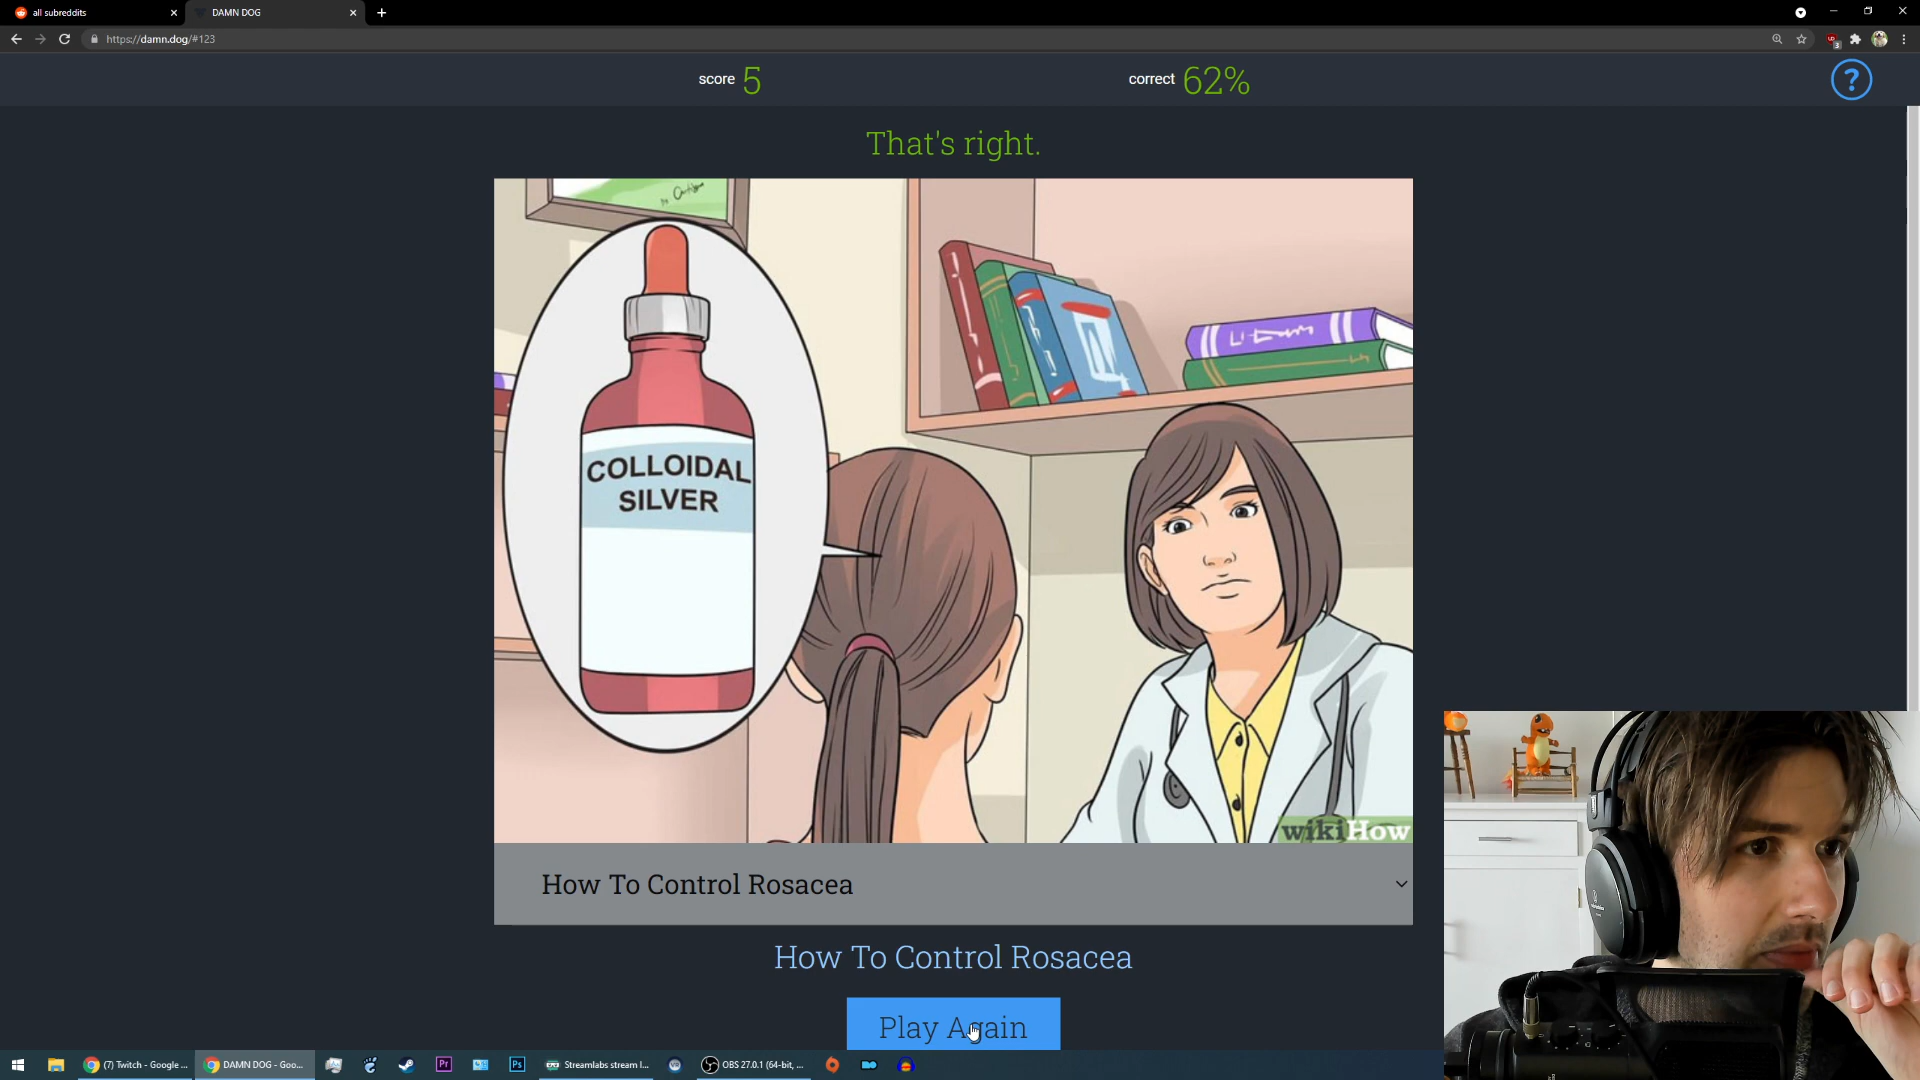 all subreddits
DAMN DOG
https://damn.dog/#123
score 5
correct 62%
?
That's right.
COLLOIDAL
SILVER
wikiHow
How To Control Rosacea
How To Control Rosacea
Play Again
(7) Twitch - Google ...
DAMN DOG - Goo...
Pr
Ps
Streamlabs stream l...
OBS 27.0.1 (64-bit, ...